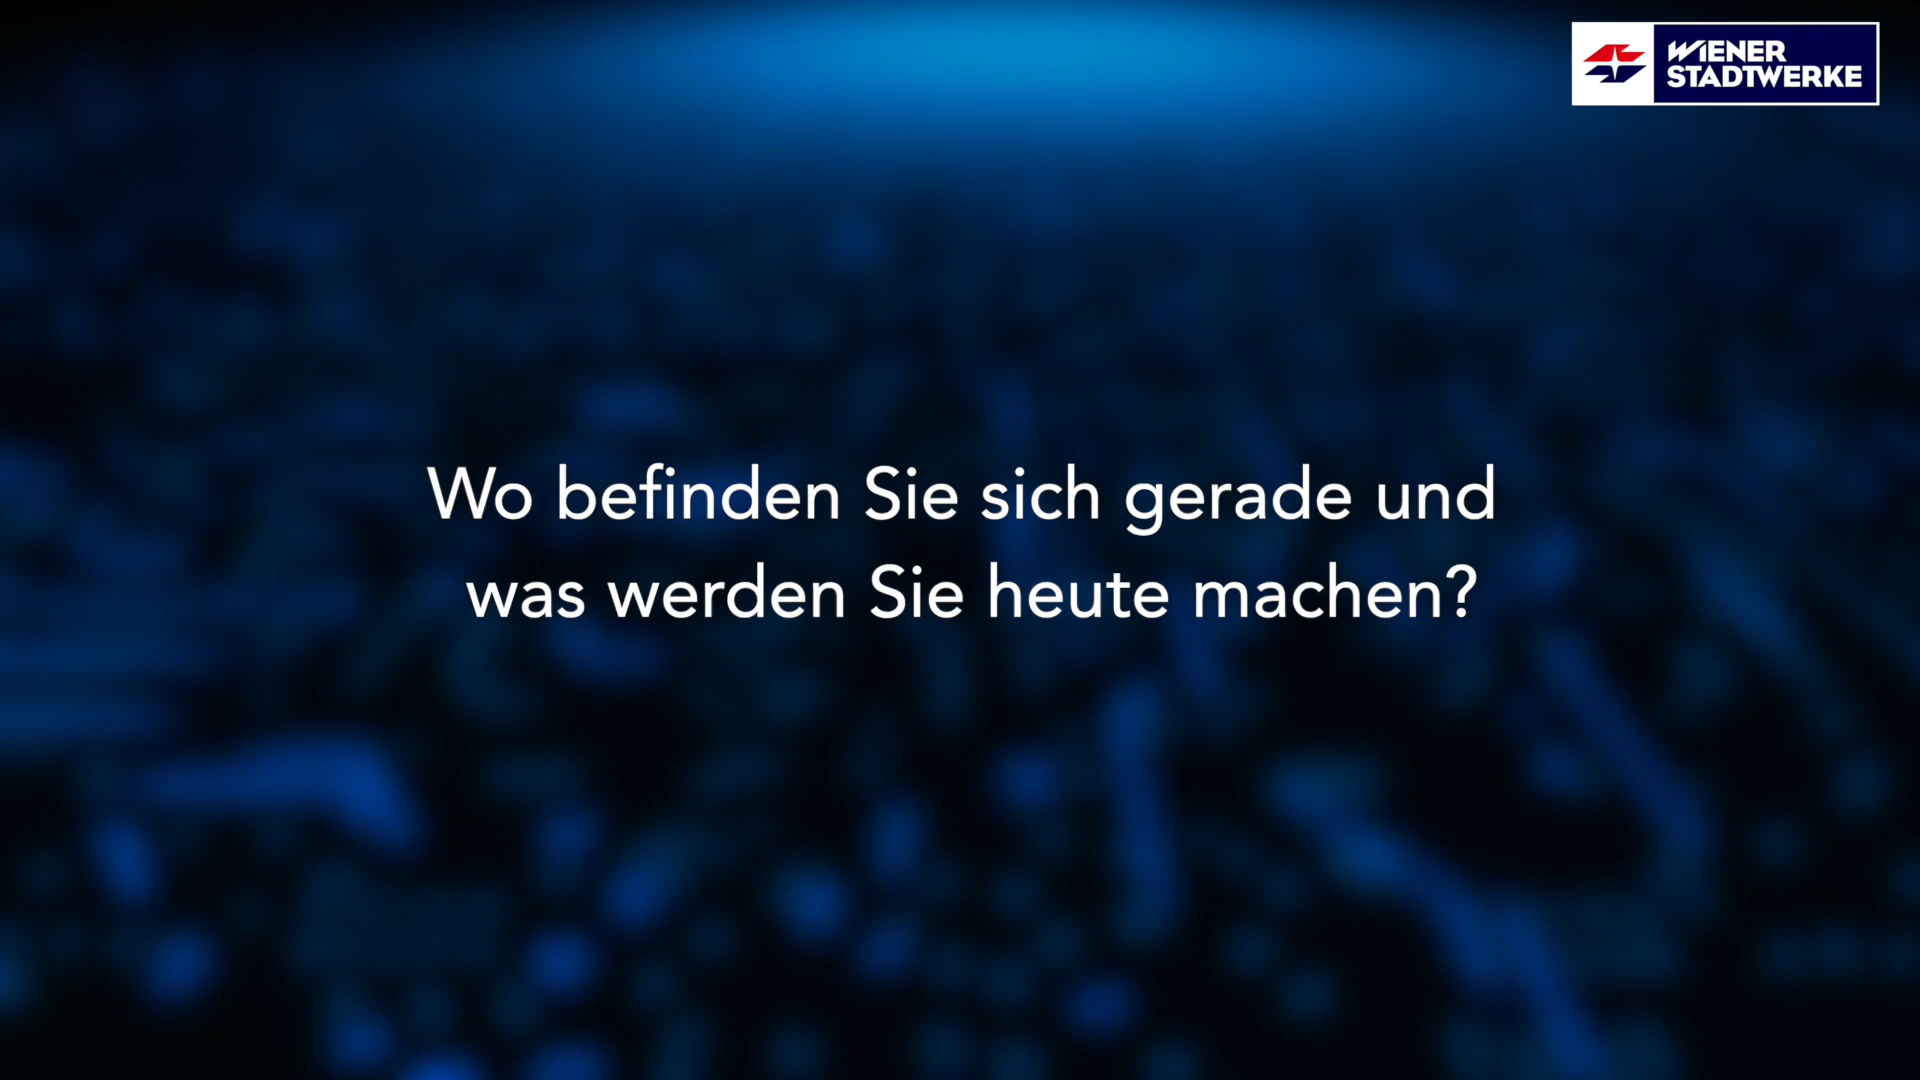 WIENER
STADTWERKE
Wo befinden Sie sich gerade und
was werden Sie heute machen?